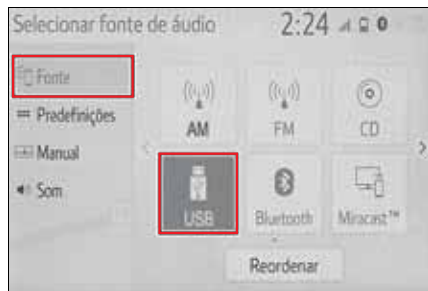 Selecionar fonte de áudio 2:24
Fonte
Predefinições
Manual
Som
AM FM CD
USB Bluetooth Miracast™
Reordenar